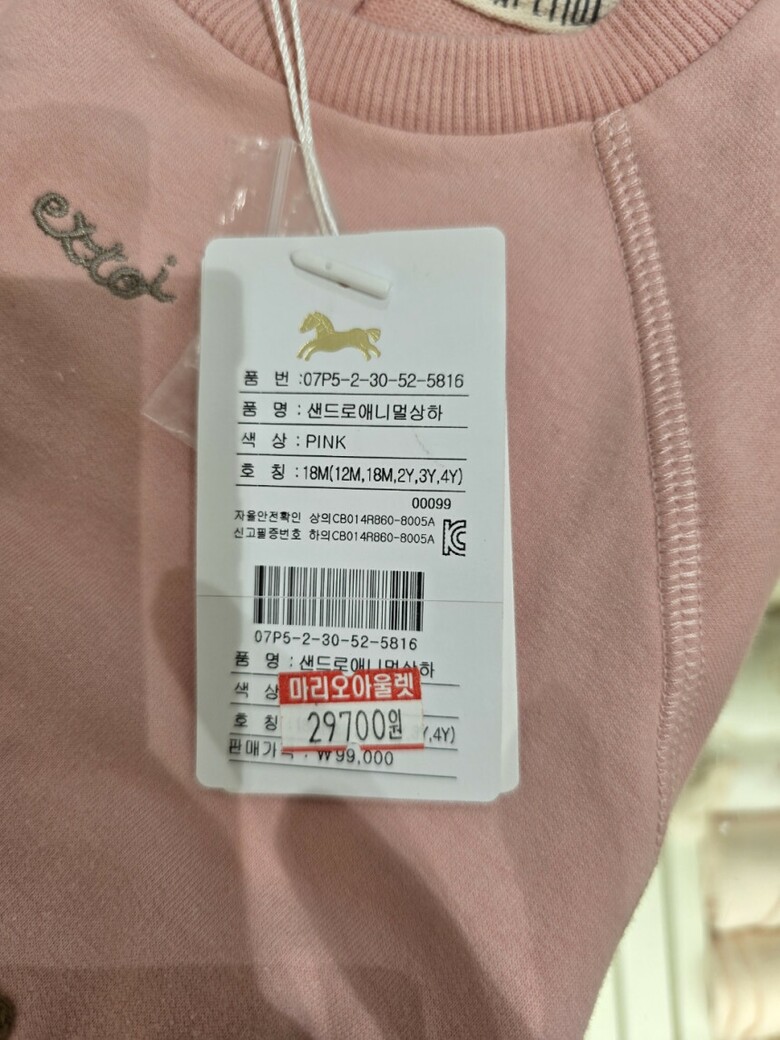 extoi
품 번 :07P5-2-30-52-5816
품 명 : 샌드로애니멀상하
색 상 : PINK
호 칭 : 18M(12M,18M,2Y,3Y,4Y)
00099
자율안전확인 상의CB014R860-8005A
신고필증번호 하의CB014R860-8005A
07P5-2-30-52-5816
품 명 : 샌드로애니멀상하
색 상
마리오아울렛
호 칭
29700원
,4Y)
판매가격 : ₩99,000